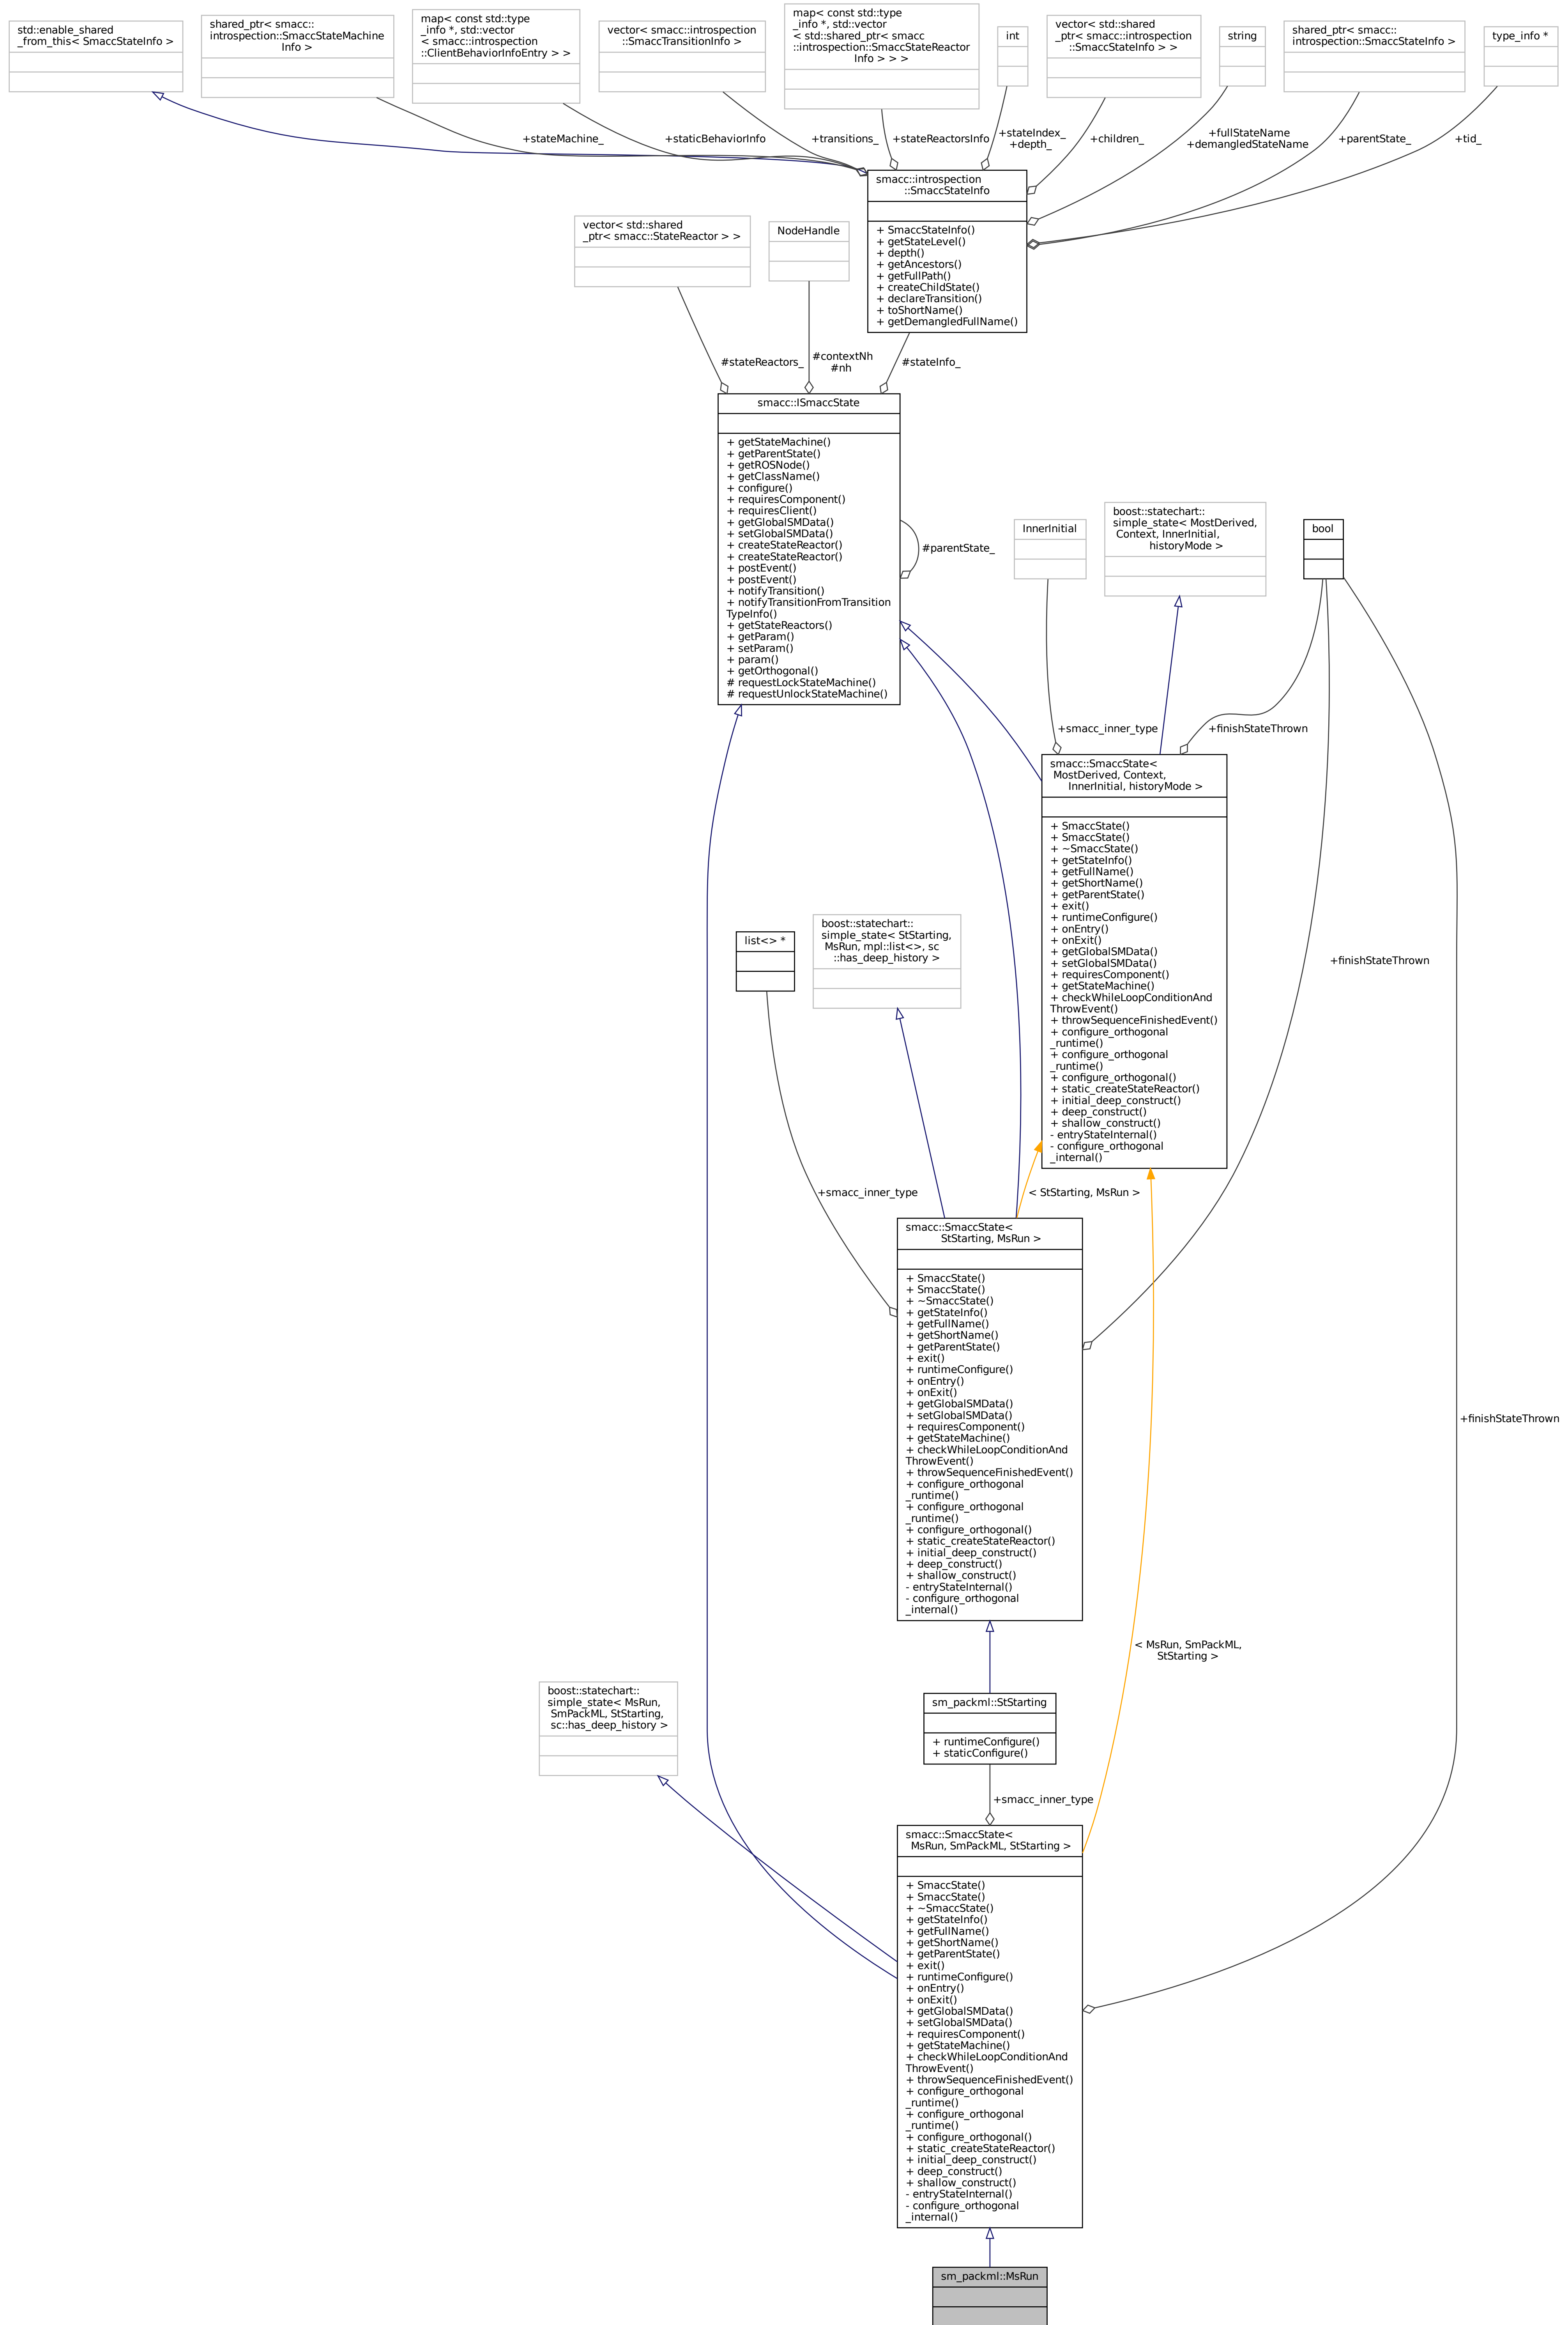 std::enable_shared
_from_this< SmaccStateInfo >
shared_ptr< smacc::
introspection::SmaccStateMachine
Info >
map< const std::type
_info *, std::vector
< smacc::introspection
::ClientBehaviorInfoEntry > >
vector< smacc::introspection
::SmaccTransitionInfo >
map< const std::type
_info *, std::vector
< std::shared_ptr< smacc
::introspection::SmaccStateReactor
Info > > >
int
vector< std::shared
_ptr< smacc::introspection
::SmaccStateInfo > >
string
shared_ptr< smacc::
introspection::SmaccStateInfo >
type_info *
+stateMachine_
+staticBehaviorInfo
+transitions_
+stateReactorsInfo
+stateIndex_
+depth_
+children_
+fullStateName
+demangledStateName
+parentState_
+tid_
smacc::introspection
::SmaccStateInfo
+ SmaccStateInfo()
+ getStateLevel()
+ depth()
+ getAncestors()
+ getFullPath()
+ createChildState()
+ declareTransition()
+ toShortName()
+ getDemangledFullName()
vector< std::shared
_ptr< smacc::StateReactor > >
NodeHandle
#stateReactors_
#contextNh
#nh
#stateInfo_
smacc::ISmaccState
+ getStateMachine()
+ getParentState()
+ getROSNode()
+ getClassName()
+ configure()
+ requiresComponent()
+ requiresClient()
+ getGlobalSMData()
+ setGlobalSMData()
+ createStateReactor()
+ createStateReactor()
+ postEvent()
+ postEvent()
+ notifyTransition()
+ notifyTransitionFromTransition
TypeInfo()
+ getStateReactors()
+ getParam()
+ setParam()
+ param()
+ getOrthogonal()
# requestLockStateMachine()
# requestUnlockStateMachine()
#parentState_
InnerInitial
boost::statechart::
simple_state< MostDerived,
Context, InnerInitial,
historyMode >
bool
+smacc_inner_type
+finishStateThrown
smacc::SmaccState<
MostDerived, Context,
InnerInitial, historyMode >
+ SmaccState()
+ SmaccState()
+ ~SmaccState()
+ getStateInfo()
+ getFullName()
+ getShortName()
+ getParentState()
+ exit()
+ runtimeConfigure()
+ onEntry()
+ onExit()
+ getGlobalSMData()
+ setGlobalSMData()
+ requiresComponent()
+ getStateMachine()
+ checkWhileLoopConditionAnd
ThrowEvent()
+ throwSequenceFinishedEvent()
+ configure_orthogonal
_runtime()
+ configure_orthogonal
_runtime()
+ configure_orthogonal()
+ static_createStateReactor()
+ initial_deep_construct()
+ deep_construct()
+ shallow_construct()
- entryStateInternal()
- configure_orthogonal
_internal()
list<> *
boost::statechart::
simple_state< StStarting,
MsRun, mpl::list<>, sc
::has_deep_history >
+finishStateThrown
+smacc_inner_type
< StStarting, MsRun >
smacc::SmaccState<
StStarting, MsRun >
+ SmaccState()
+ SmaccState()
+ ~SmaccState()
+ getStateInfo()
+ getFullName()
+ getShortName()
+ getParentState()
+ exit()
+ runtimeConfigure()
+ onEntry()
+ onExit()
+ getGlobalSMData()
+ setGlobalSMData()
+ requiresComponent()
+ getStateMachine()
+ checkWhileLoopConditionAnd
ThrowEvent()
+ throwSequenceFinishedEvent()
+ configure_orthogonal
_runtime()
+ configure_orthogonal
_runtime()
+ configure_orthogonal()
+ static_createStateReactor()
+ initial_deep_construct()
+ deep_construct()
+ shallow_construct()
- entryStateInternal()
- configure_orthogonal
_internal()
+finishStateThrown
< MsRun, SmPackML,
StStarting >
boost::statechart::
simple_state< MsRun,
SmPackML, StStarting,
sc::has_deep_history >
sm_packml::StStarting
+ runtimeConfigure()
+ staticConfigure()
+smacc_inner_type
smacc::SmaccState<
MsRun, SmPackML, StStarting >
+ SmaccState()
+ SmaccState()
+ ~SmaccState()
+ getStateInfo()
+ getFullName()
+ getShortName()
+ getParentState()
+ exit()
+ runtimeConfigure()
+ onEntry()
+ onExit()
+ getGlobalSMData()
+ setGlobalSMData()
+ requiresComponent()
+ getStateMachine()
+ checkWhileLoopConditionAnd
ThrowEvent()
+ throwSequenceFinishedEvent()
+ configure_orthogonal
_runtime()
+ configure_orthogonal
_runtime()
+ configure_orthogonal()
+ static_createStateReactor()
+ initial_deep_construct()
+ deep_construct()
+ shallow_construct()
- entryStateInternal()
- configure_orthogonal
_internal()
sm_packml::MsRun